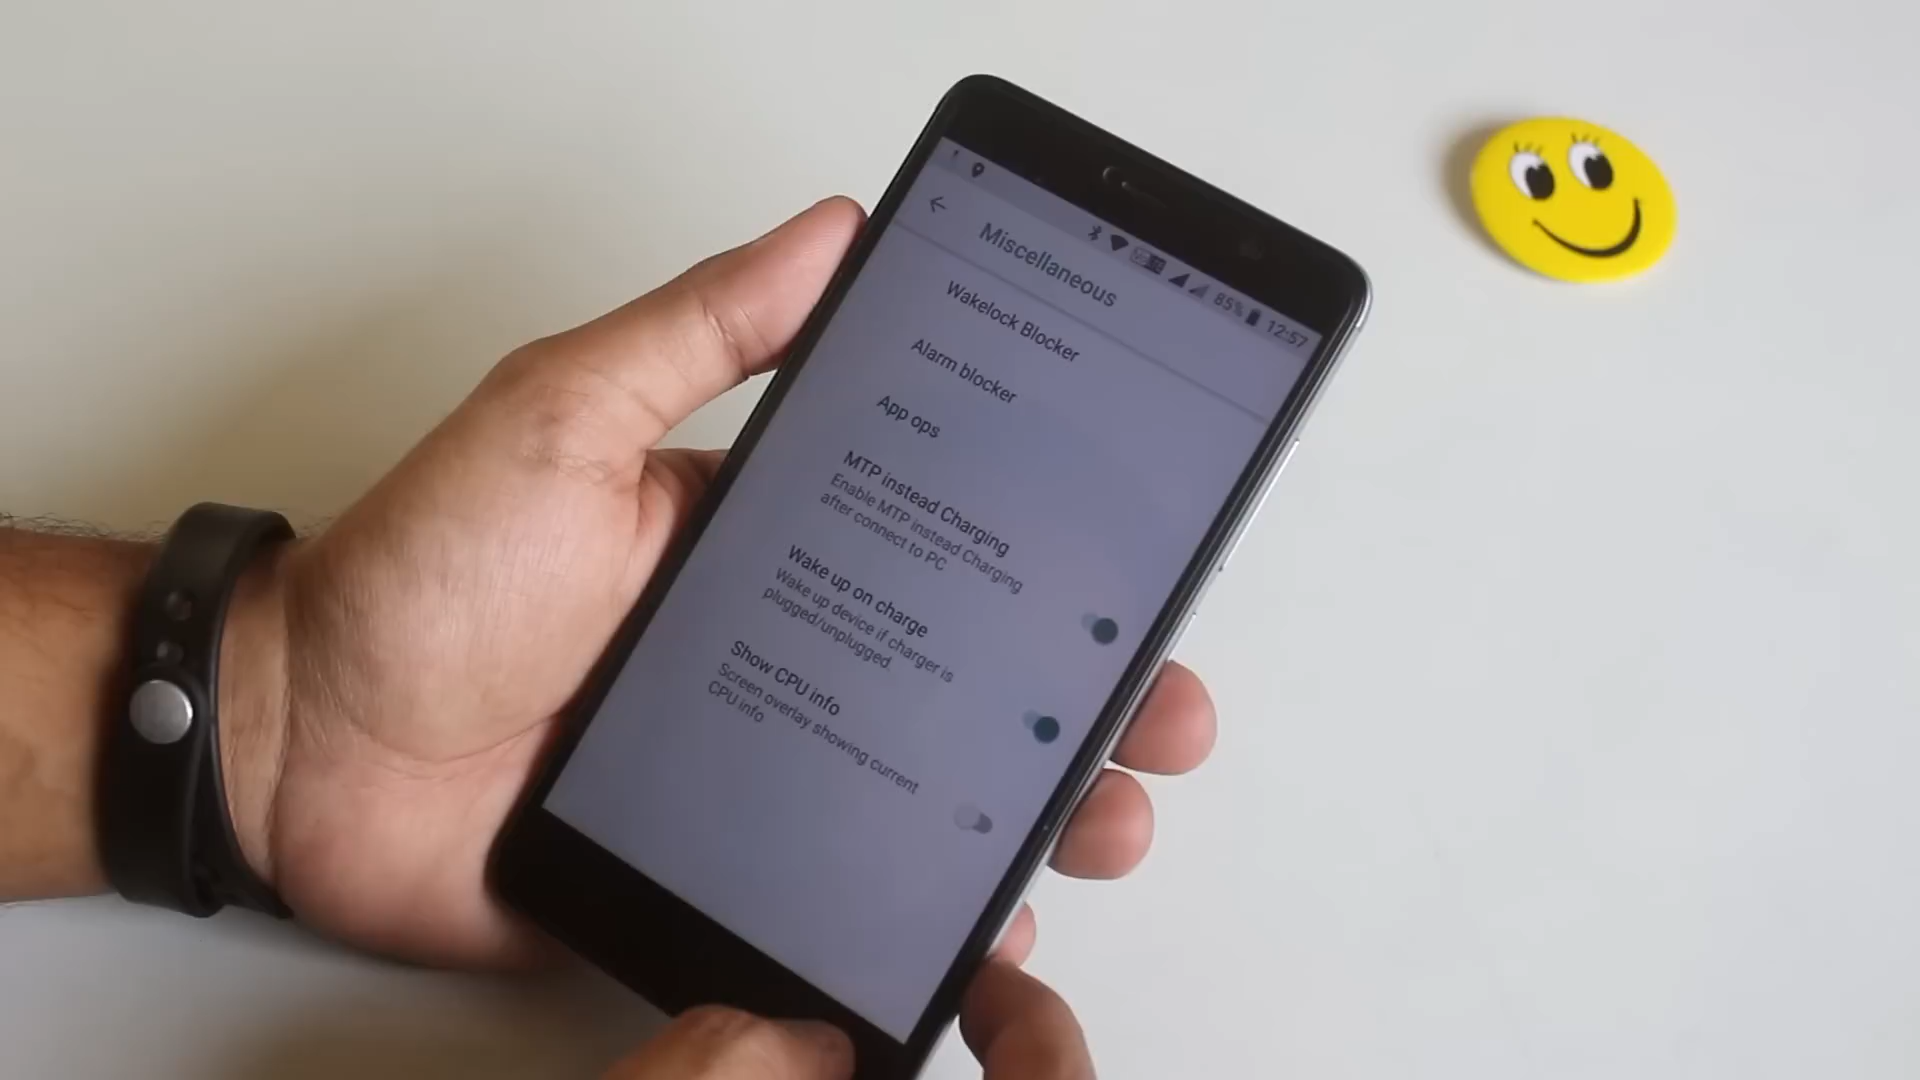 85% 12:57
Miscellaneous
Wakelock Blocker
Alarm blocker
App ops
MTP instead Charging
Enable MTP instead Charging
after connect to PC
Wake up on charge
Wake up device if charger is
plugged/unplugged.
Show CPU info
Screen overlay showing current
CPU info